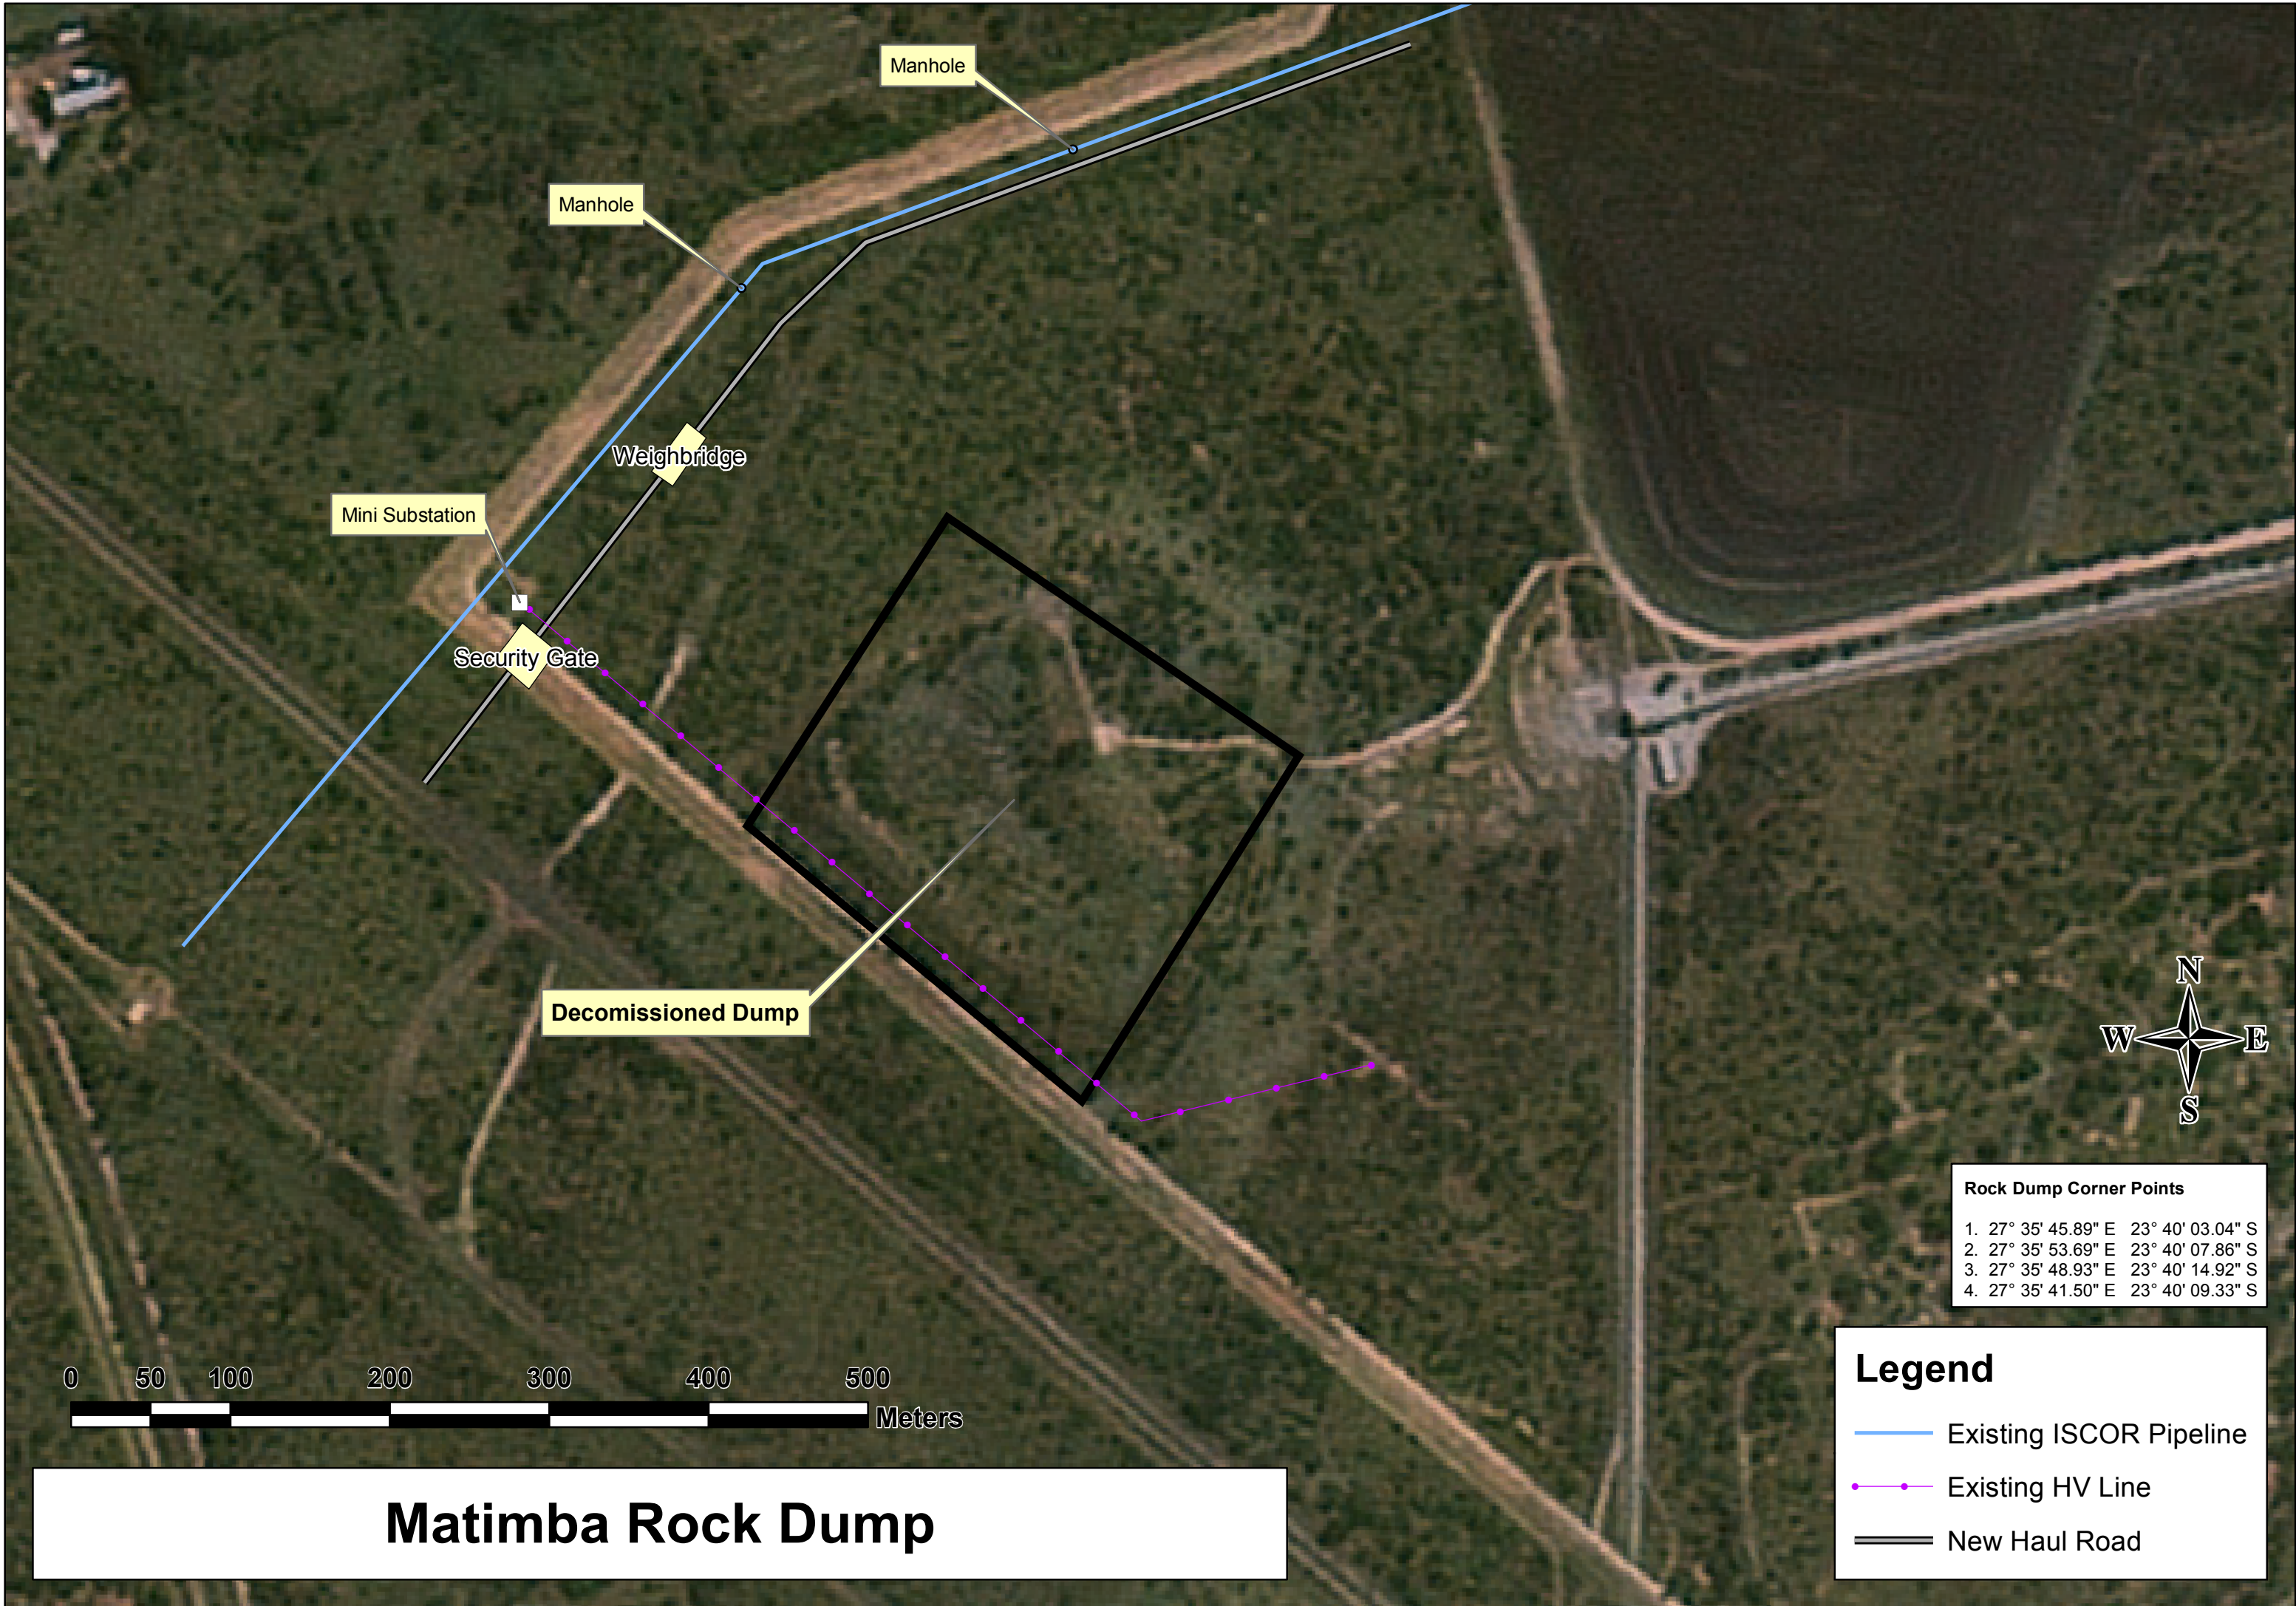 Manhole
Manhole
Weighbridge
Mini Substation
Security Gate
Decomissioned Dump
N
W E
S
Rock Dump Corner Points
1. 27° 35' 45.89" E 23° 40' 03.04" S
2. 27° 35' 53.69" E 23° 40' 07.86" S
3. 27° 35' 48.93" E 23° 40' 14.92" S
4. 27° 35' 41.50" E 23° 40' 09.33" S
0 50 100 200 300 400 500
Meters
Legend
Existing ISCOR Pipeline
Existing HV Line
New Haul Road
Matimba Rock Dump